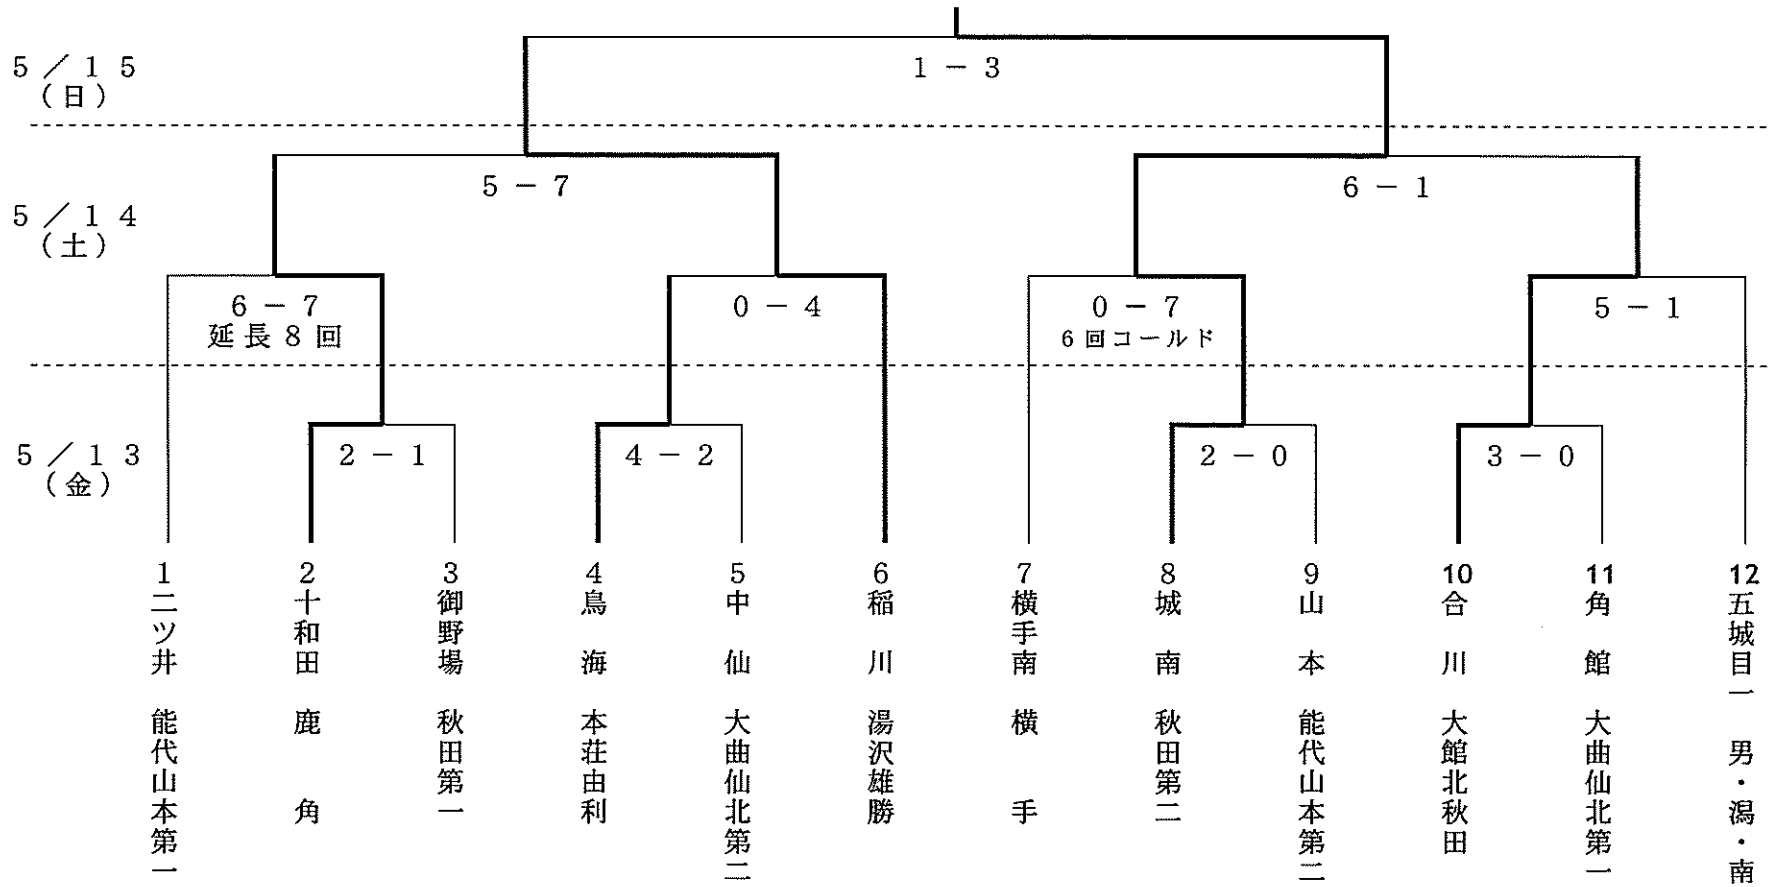 5／15
（日）
1－3
5／14
（土）
5－7
6－1
6－7
延長8回
0－4
0－7
6回コールド
5－1
5／13
（金）
2－1
4－2
2－0
3－0
1 二ツ井 能代山本第一
2 十和田 鹿角
3 御野場 秋田第一
4 鳥海 本荘由利
5 中仙 大曲仙北第二
6 稲川 湯沢雄勝
7 横手南 横手
8 城南 秋田第二
9 山本 能代山本第二
10 合川 大館北秋田
11 角館 大曲仙北第一
12 五城目一 男・潟・南